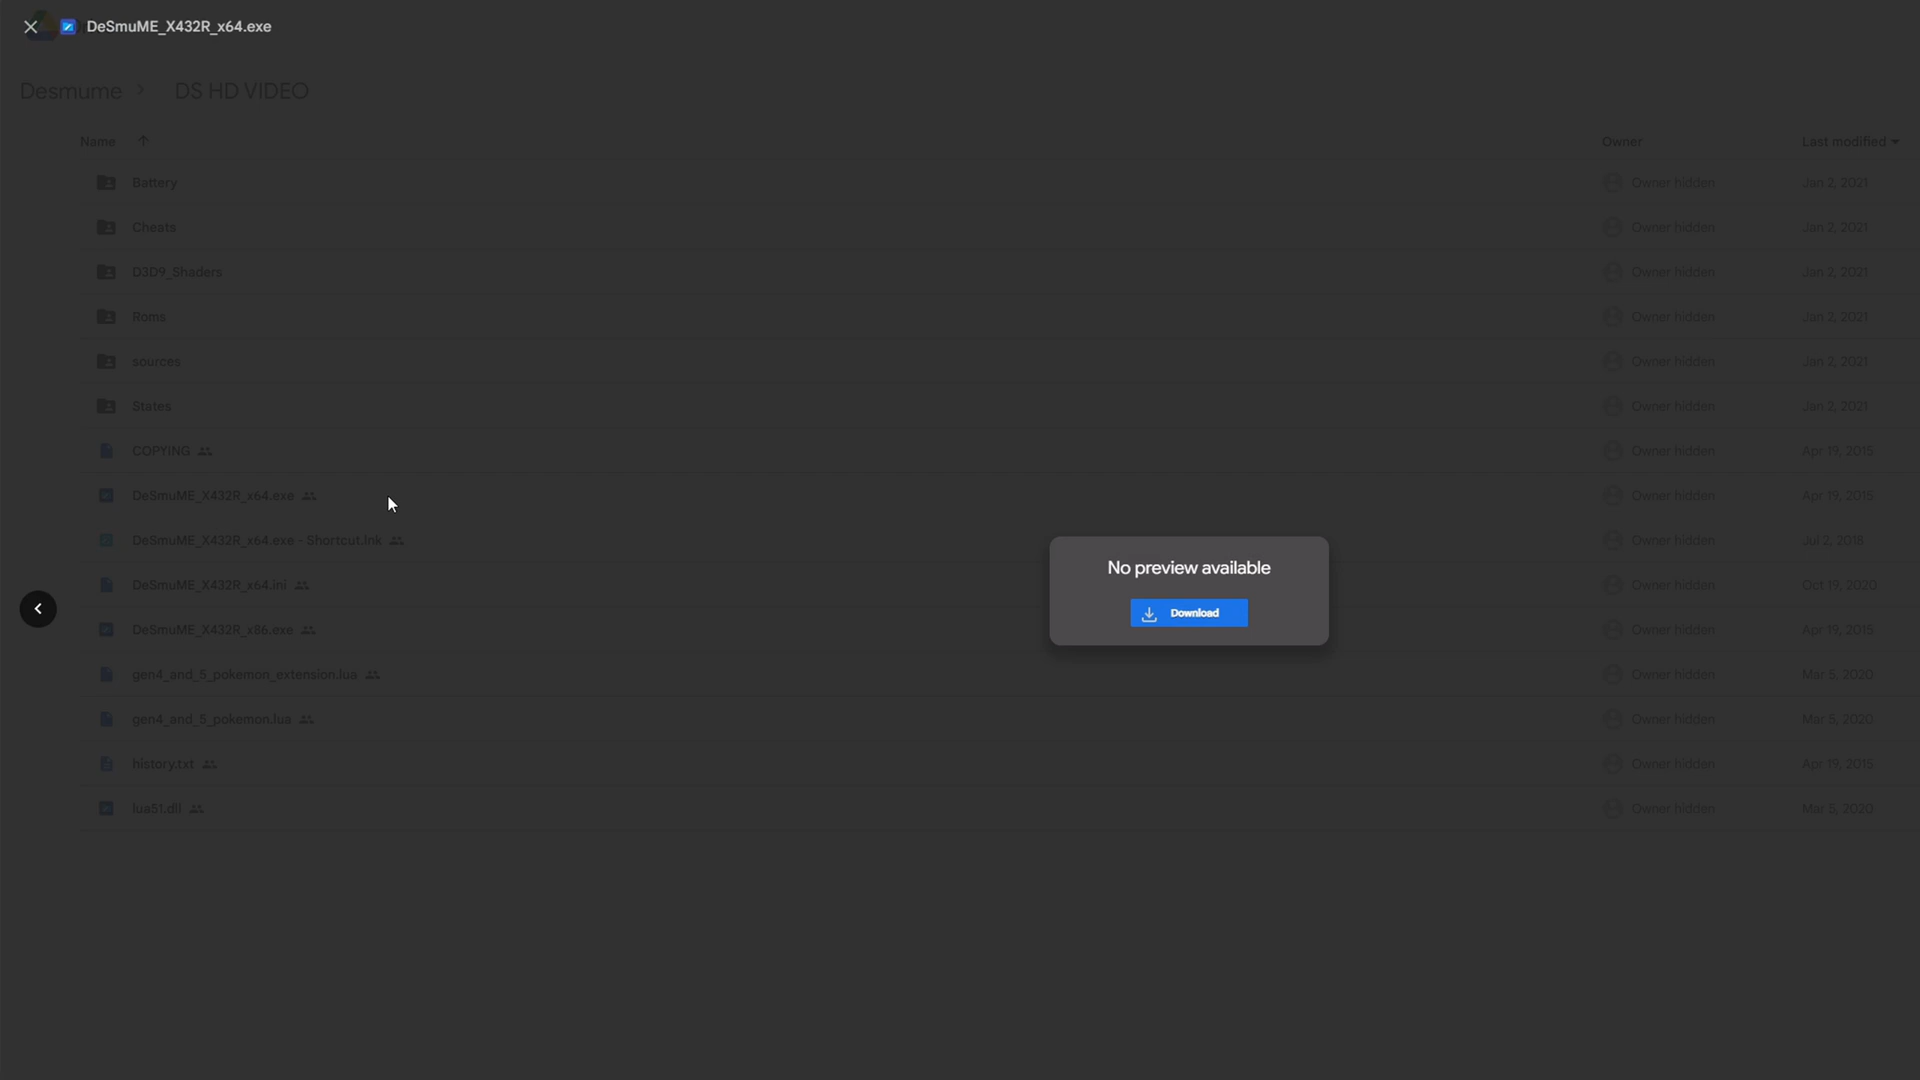 DeSmuME_X432R_x64.exe
Desmume > DS HD VIDEO
Name Owner Last modified
Battery Owner hidden Jan 2, 2021
Cheats Owner hidden Jan 2, 2021
D3D9_Shaders Owner hidden Jan 2, 2021
Roms Owner hidden Jan 2, 2021
sources Owner hidden Jan 2, 2021
States Owner hidden Jan 2, 2021
COPYING Owner hidden Apr 19, 2015
DeSmuME_X432R_x64.exe Owner hidden Apr 19, 2015
DeSmuME_X432R_x64.exe - Shortcut.lnk Owner hidden Jul 2, 2018
DeSmuME_X432R_x64.ini Owner hidden Oct 19, 2020
DeSmuME_X432R_x86.exe Owner hidden Apr 19, 2015
gen4_and_5_pokemon_extension.lua Owner hidden Mar 5, 2020
gen4_and_5_pokemon.lua Owner hidden Mar 5, 2020
history.txt Owner hidden Apr 19, 2015
lua51.dll Owner hidden Mar 5, 2020
No preview available
Download